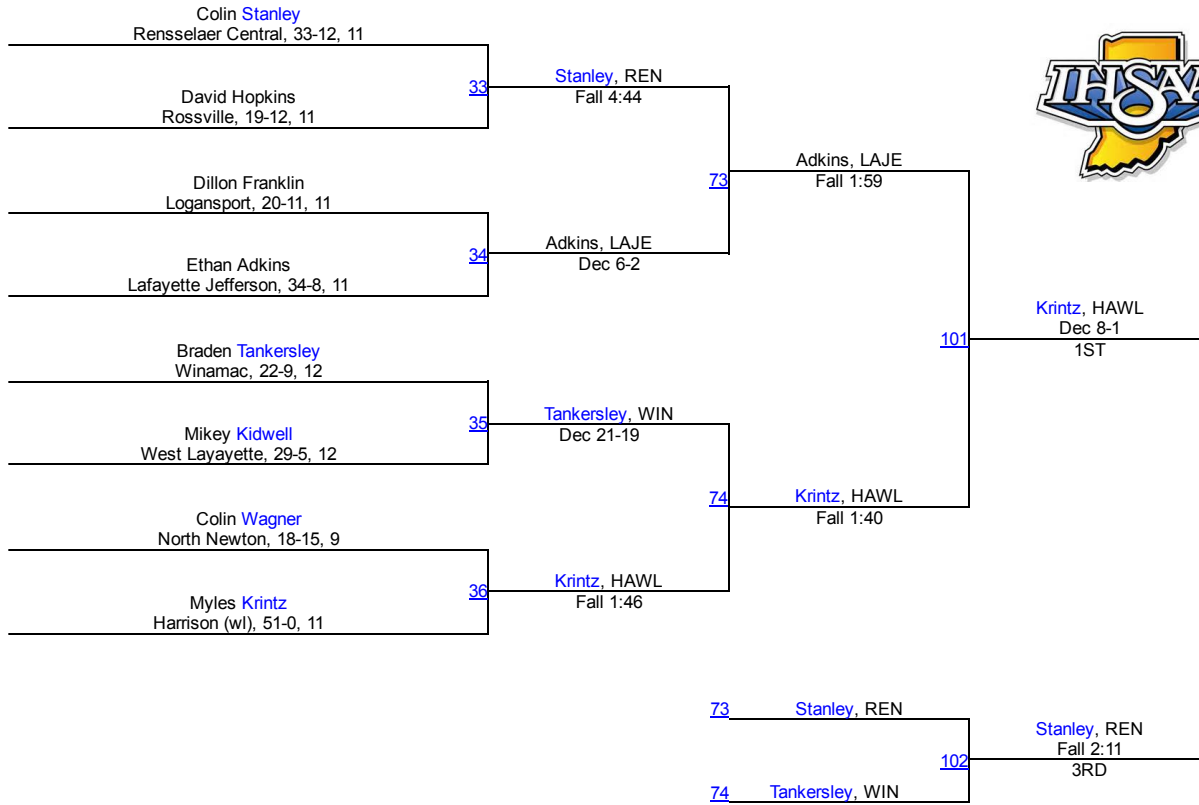 Colin Stanley
Rensselaer Central, 33-12, 11
33
Stanley, REN
Fall 4:44
David Hopkins
Rossville, 19-12, 11
IHSAA
73
Adkins, LAJE
Fall 1:59
Dillon Franklin
Logansport, 20-11, 11
34
Adkins, LAJE
Dec 6-2
Ethan Adkins
Lafayette Jefferson, 34-8, 11
101
Krintz, HAWL
Dec 8-1
1ST
Braden Tankersley
Winamac, 22-9, 12
35
Tankersley, WIN
Dec 21-19
Mikey Kidwell
West Layayette, 29-5, 12
74
Krintz, HAWL
Fall 1:40
Colin Wagner
North Newton, 18-15, 9
36
Krintz, HAWL
Fall 1:46
Myles Krintz
Harrison (wl), 51-0, 11
73
Stanley, REN
102
Stanley, REN
Fall 2:11
3RD
74
Tankersley, WIN